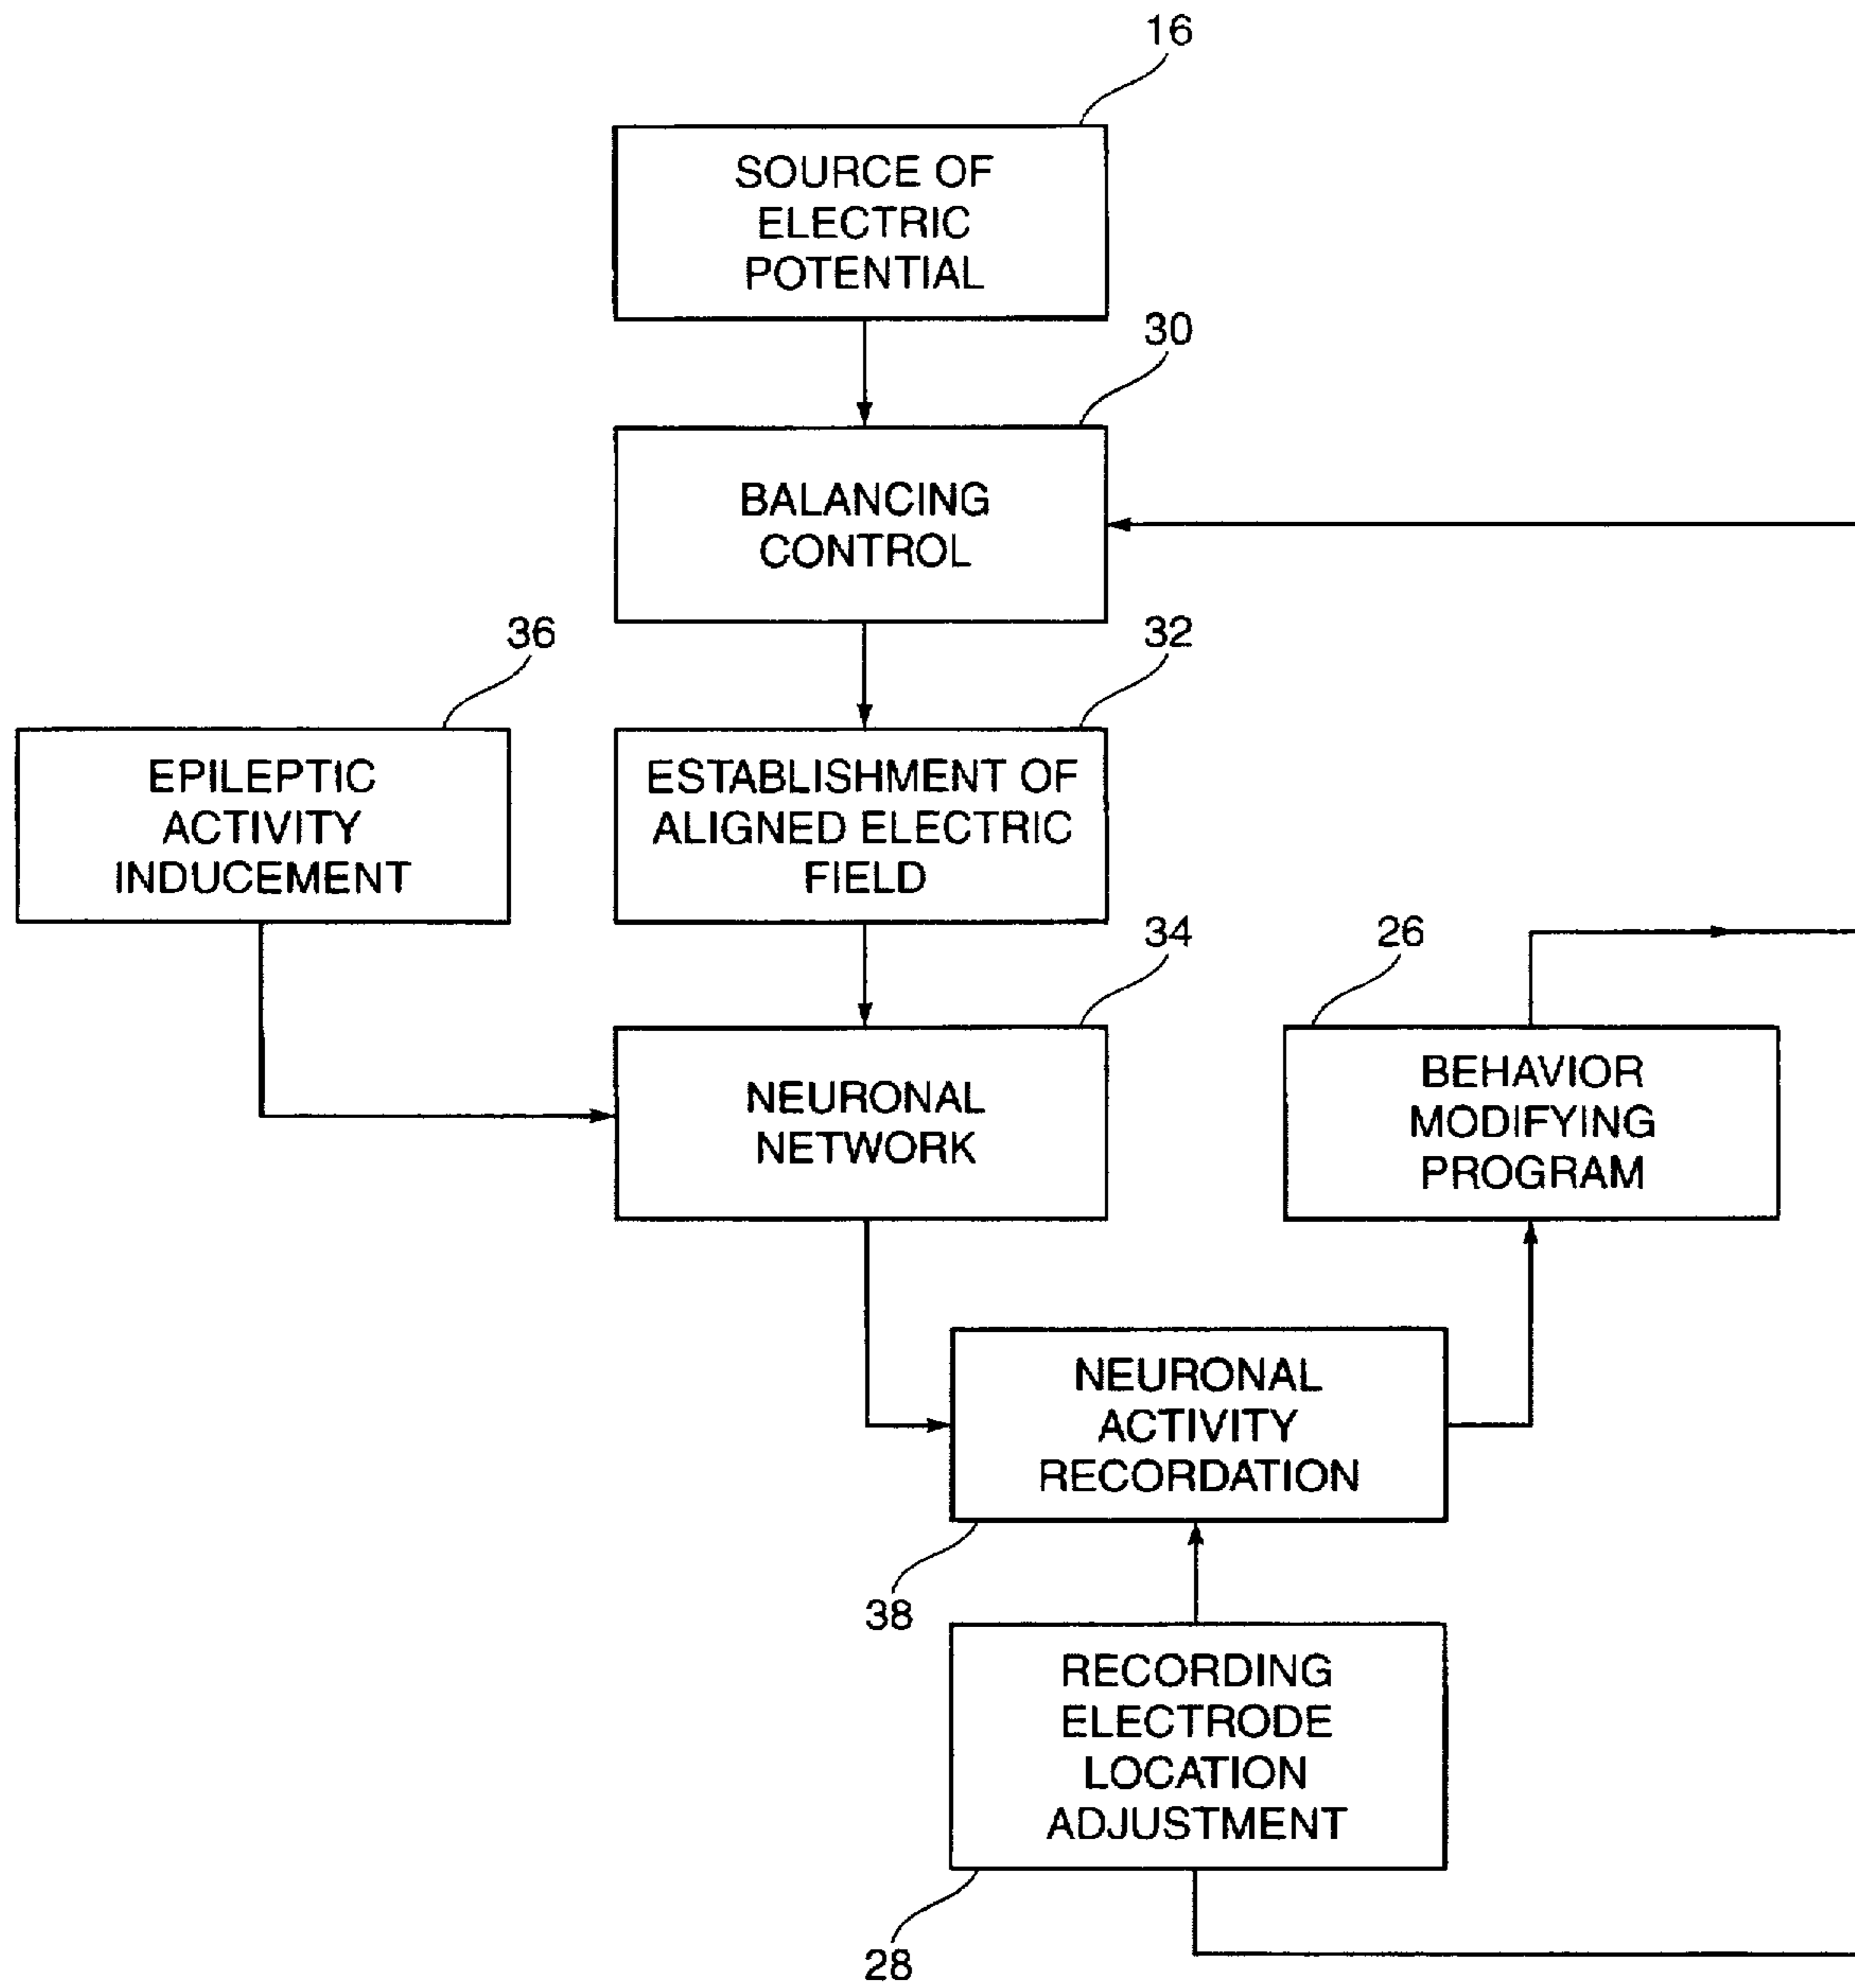 16
SOURCE OF
ELECTRIC
POTENTIAL
30
BALANCING
CONTROL
36
32
EPILEPTIC
ACTIVITY
INDUCEMENT
ESTABLISHMENT OF
ALIGNED ELECTRIC
FIELD
34
26
NEURONAL
NETWORK
BEHAVIOR
MODIFYING
PROGRAM
NEURONAL
ACTIVITY
RECORDATION
38
RECORDING
ELECTRODE
LOCATION
ADJUSTMENT
28